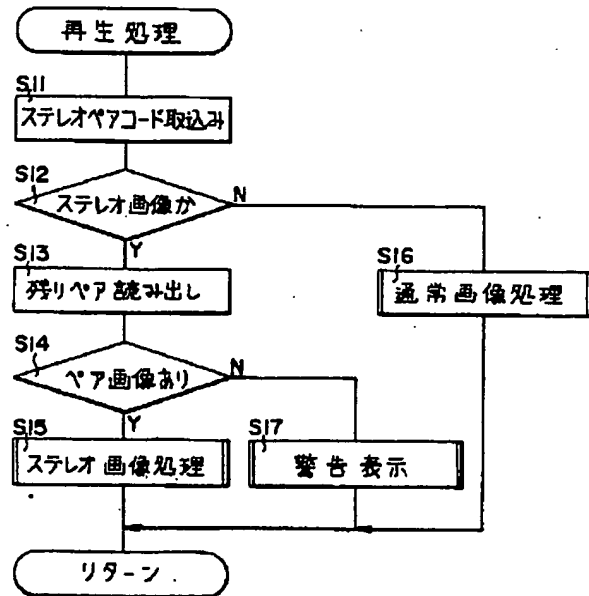 再生処理
S11
ステレオペアコード取込み
S12
ステレオ画像か
N
Y
S13
残りペア読み出し
S16
通常画像処理
S14
ペア画像あり
N
Y
S15
ステレオ画像処理
S17
警告表示
リターン